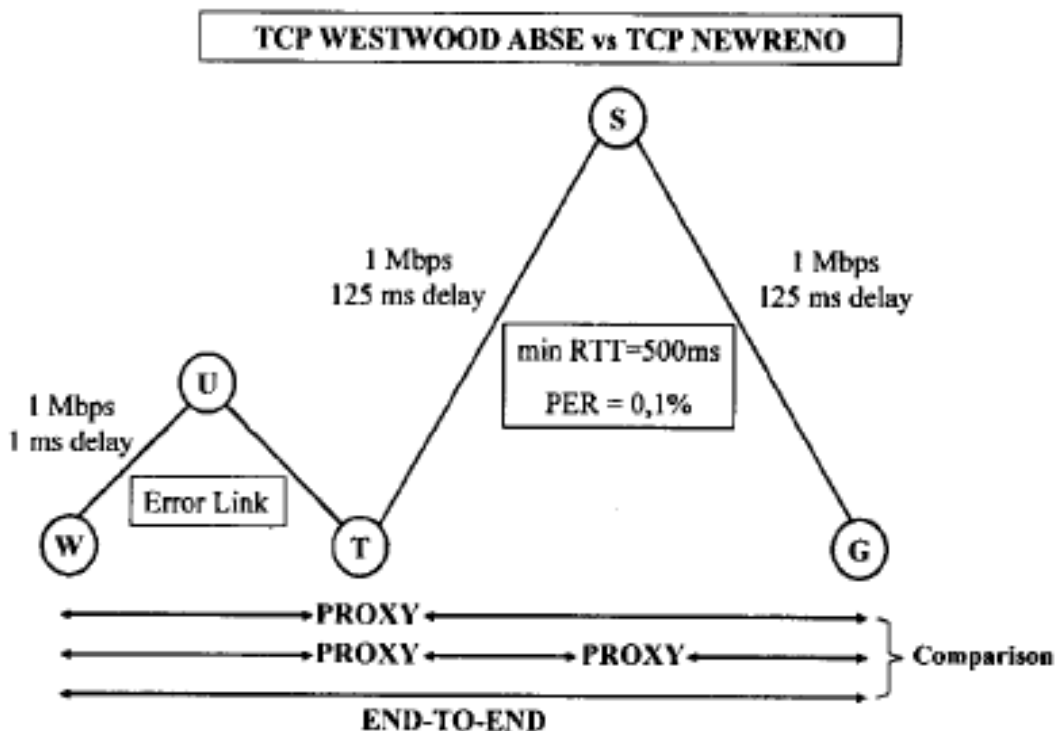 TCP WESTWOOD ABSE vs TCP NEWRENO
S
1 Mbps
125 ms delay
1 Mbps
125 ms delay
min RTT=500ms
PER = 0,1%
U
1 Mbps
1 ms delay
Error Link
W
T
G
PROXY
PROXY
PROXY
Comparison
END-TO-END